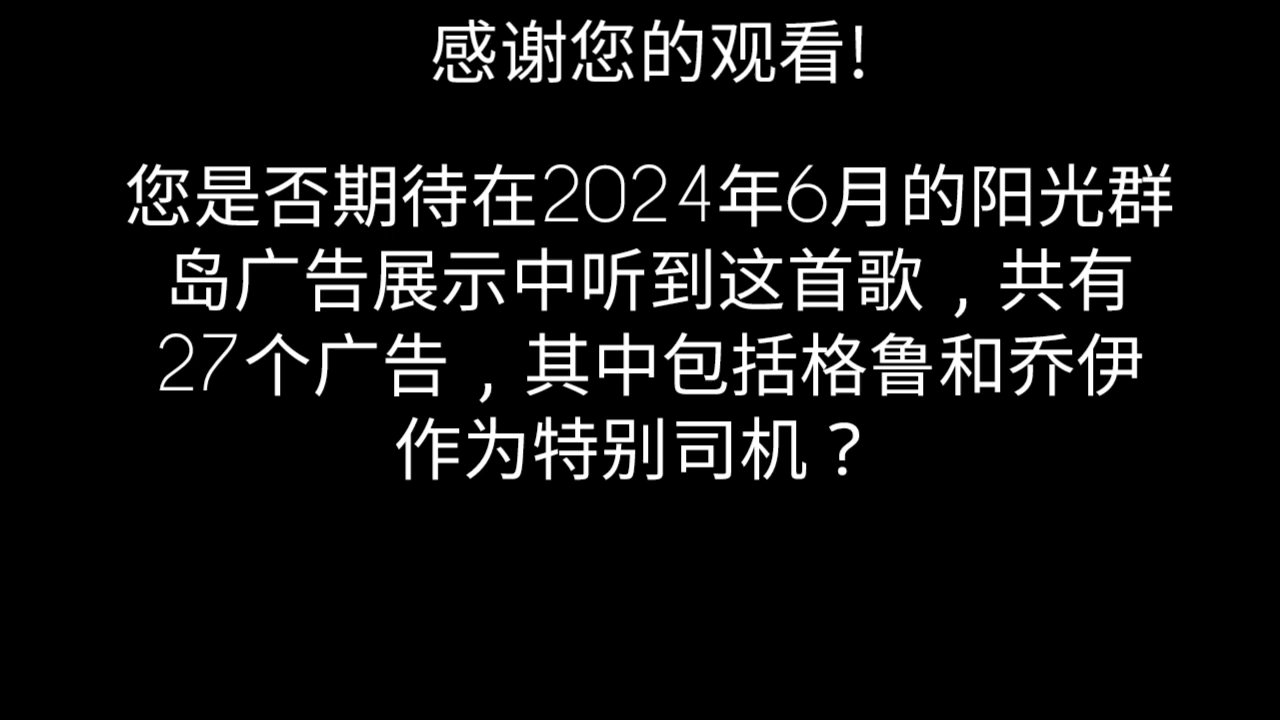 感谢您的观看!
您是否期待在2024年6月的阳光群
岛广告展示中听到这首歌，共有
27个广告，其中包括格鲁和乔伊
作为特别司机？